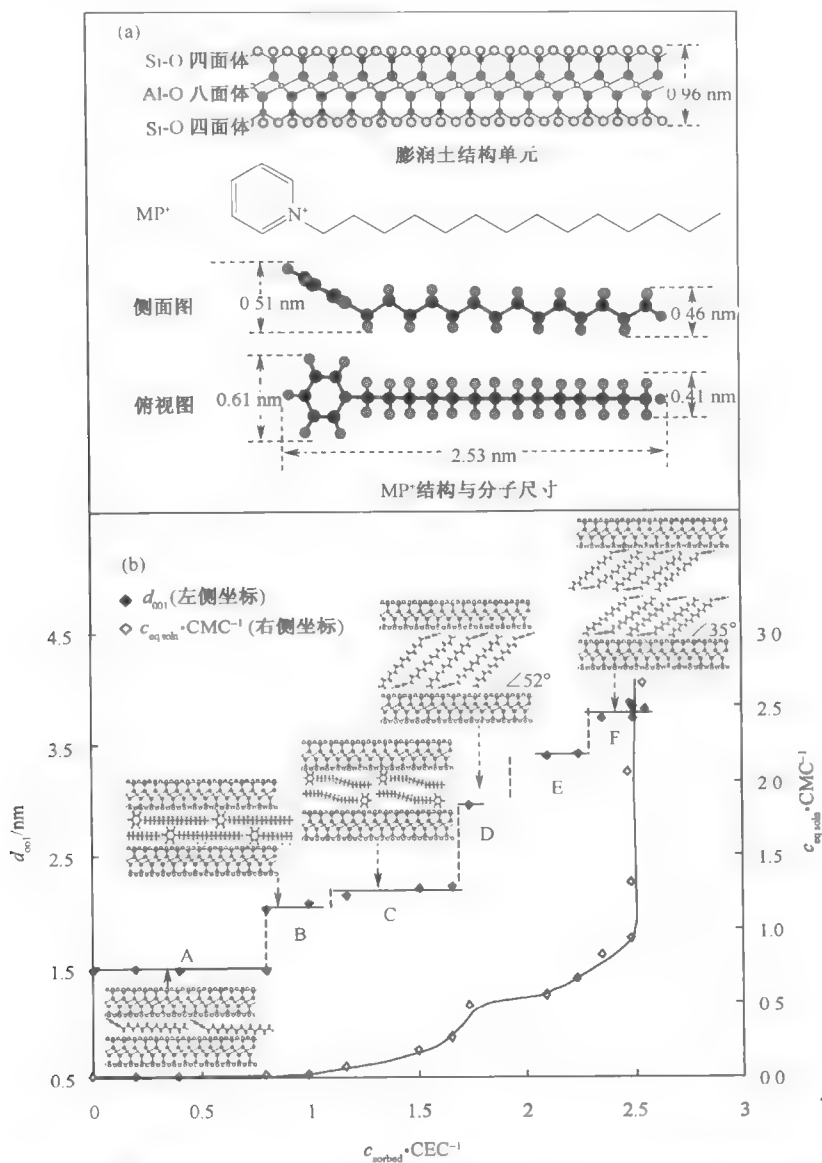 (a)
Si-O 四面体
Al-O 八面体
Si-O 四面体
0.96 nm
膨润土结构单元
MP⁺
N⁺
侧面图
0.51 nm
0.46 nm
俯视图
0.61 nm
0.41 nm
2.53 nm
MP⁺结构与分子尺寸
(b)
◆ d₀₀₁ (左侧坐标)
◇ c_eq soln·CMC⁻¹ (右侧坐标)
∠52°
∠35°
A
B
C
D
E
F
d₀₀₁/nm
4.5
3.5
2.5
1.5
0.5
c_eq soln·CMC⁻¹
3.0
2.5
2.0
1.5
1.0
0.5
0.0
0
0.5
1
1.5
2
2.5
3
c_sorbed·CEC⁻¹